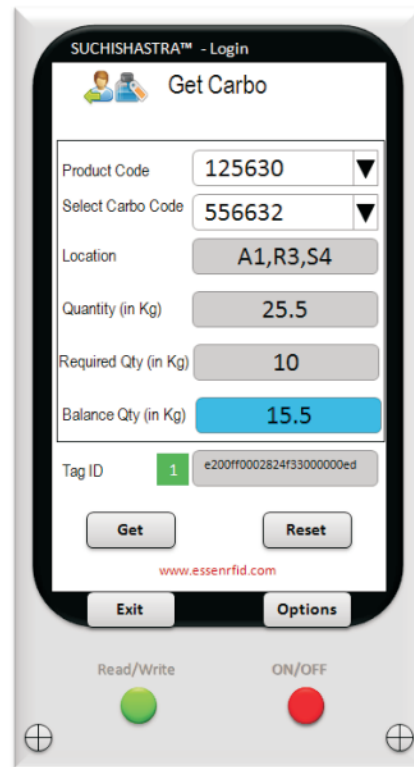 SUCHISHASTRA™ - Login
Get Carbo
Product Code 125630
Select Carbo Code 556632
Location A1,R3,S4
Quantity (in Kg) 25.5
Required Qty (in Kg) 10
Balance Qty (in Kg) 15.5
Tag ID 1 e200ff0002824f33000000ed
Get Reset
www.essenrfid.com
Exit Options
Read/Write ON/OFF